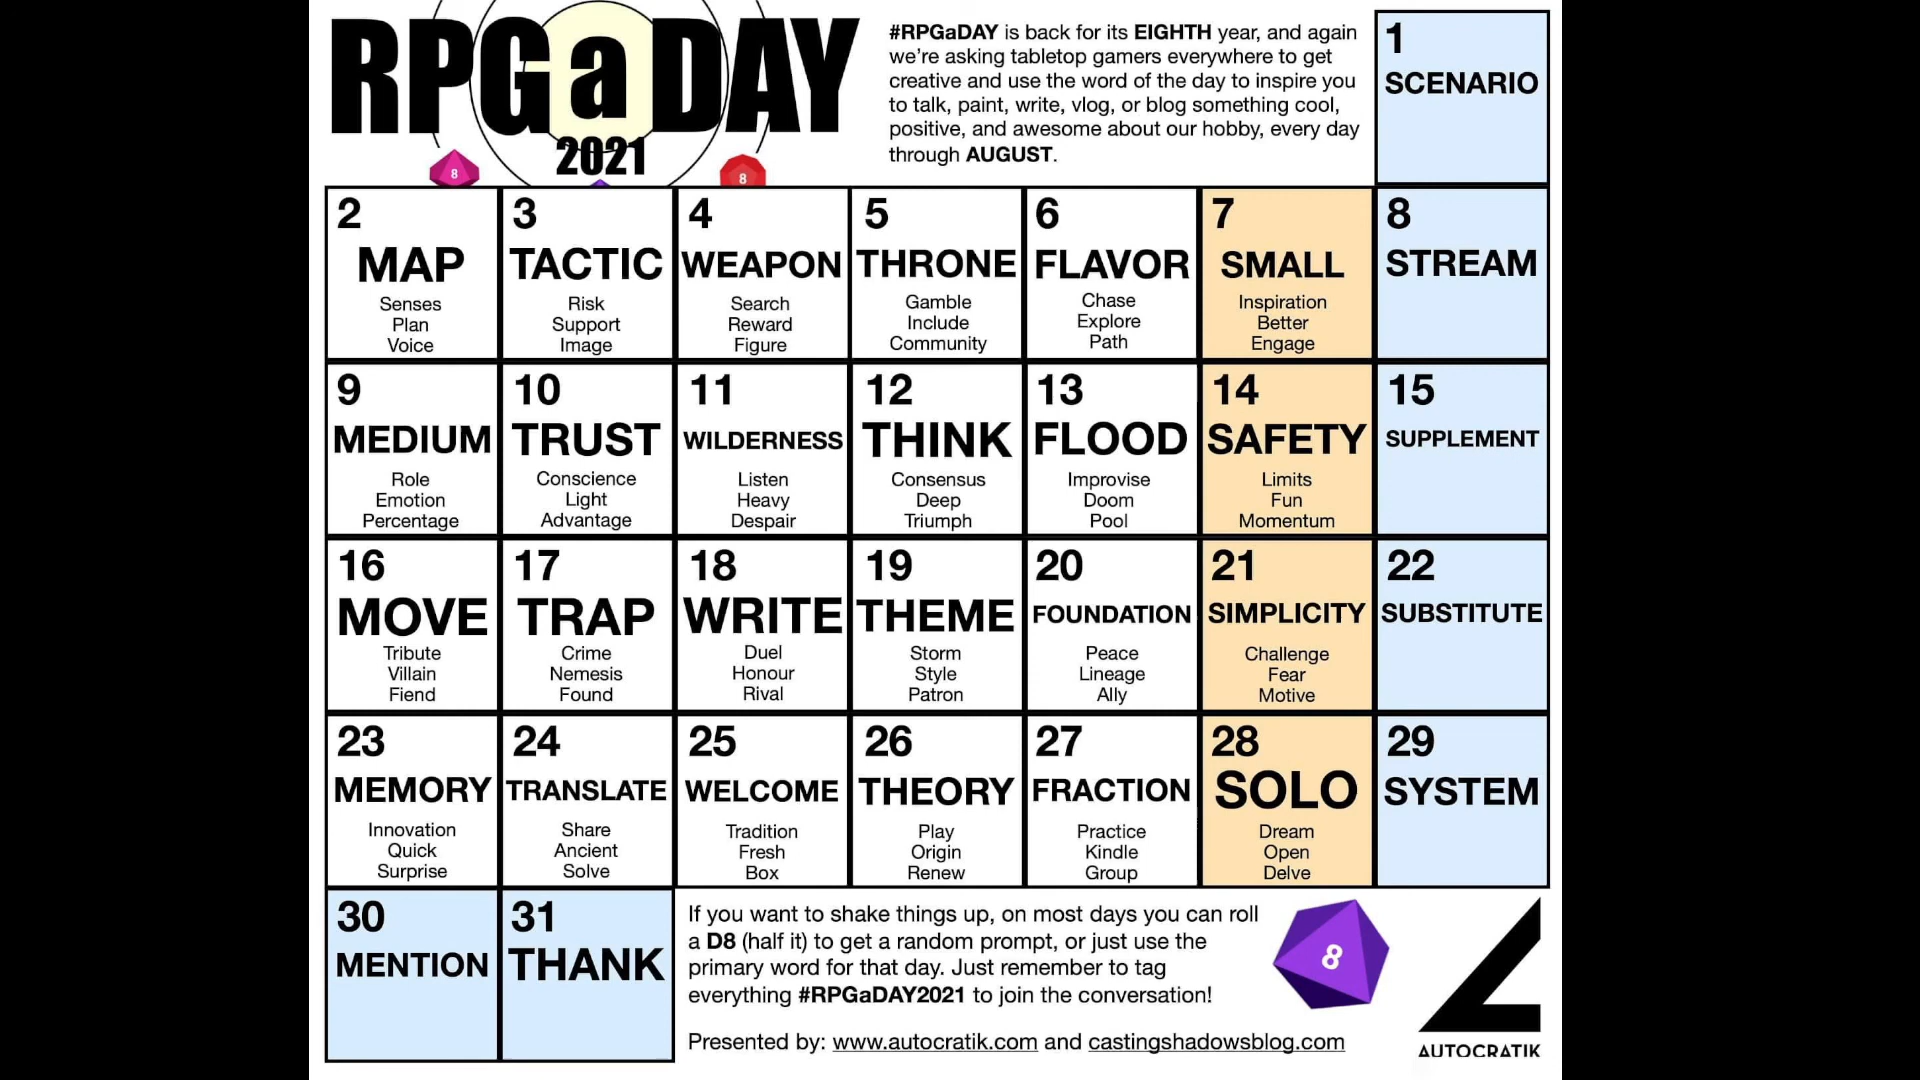 RPGaDAY
2021
8
8
#RPGaDAY is back for its EIGHTH year, and again
we're asking tabletop gamers everywhere to get
creative and use the word of the day to inspire you
to talk, paint, write, vlog, or blog something cool,
positive, and awesome about our hobby, every day
through AUGUST.
1
SCENARIO
2
MAP
Senses
Plan
Voice
3
TACTIC
Risk
Support
Image
4
WEAPON
Search
Reward
Figure
5
THRONE
Gamble
Include
Community
6
FLAVOR
Chase
Explore
Path
7
SMALL
Inspiration
Better
Engage
8
STREAM
9
MEDIUM
Role
Emotion
Percentage
10
TRUST
Conscience
Light
Advantage
11
WILDERNESS
Listen
Heavy
Despair
12
THINK
Consensus
Deep
Triumph
13
FLOOD
Improvise
Doom
Pool
14
SAFETY
Limits
Fun
Momentum
15
SUPPLEMENT
16
MOVE
Tribute
Villain
Fiend
17
TRAP
Crime
Nemesis
Found
18
WRITE
Duel
Honour
Rival
19
THEME
Storm
Style
Patron
20
FOUNDATION
Peace
Lineage
Ally
21
SIMPLICITY
Challenge
Fear
Motive
22
SUBSTITUTE
23
MEMORY
Innovation
Quick
Surprise
24
TRANSLATE
Share
Ancient
Solve
25
WELCOME
Tradition
Fresh
Box
26
THEORY
Play
Origin
Renew
27
FRACTION
Practice
Kindle
Group
28
SOLO
Dream
Open
Delve
29
SYSTEM
30
MENTION
31
THANK
If you want to shake things up, on most days you can roll
a D8 (half it) to get a random prompt, or just use the
primary word for that day. Just remember to tag
everything #RPGaDAY2021 to join the conversation!
Presented by: www.autocratik.com and castingshadowsblog.com
8
AUTOCRATIK